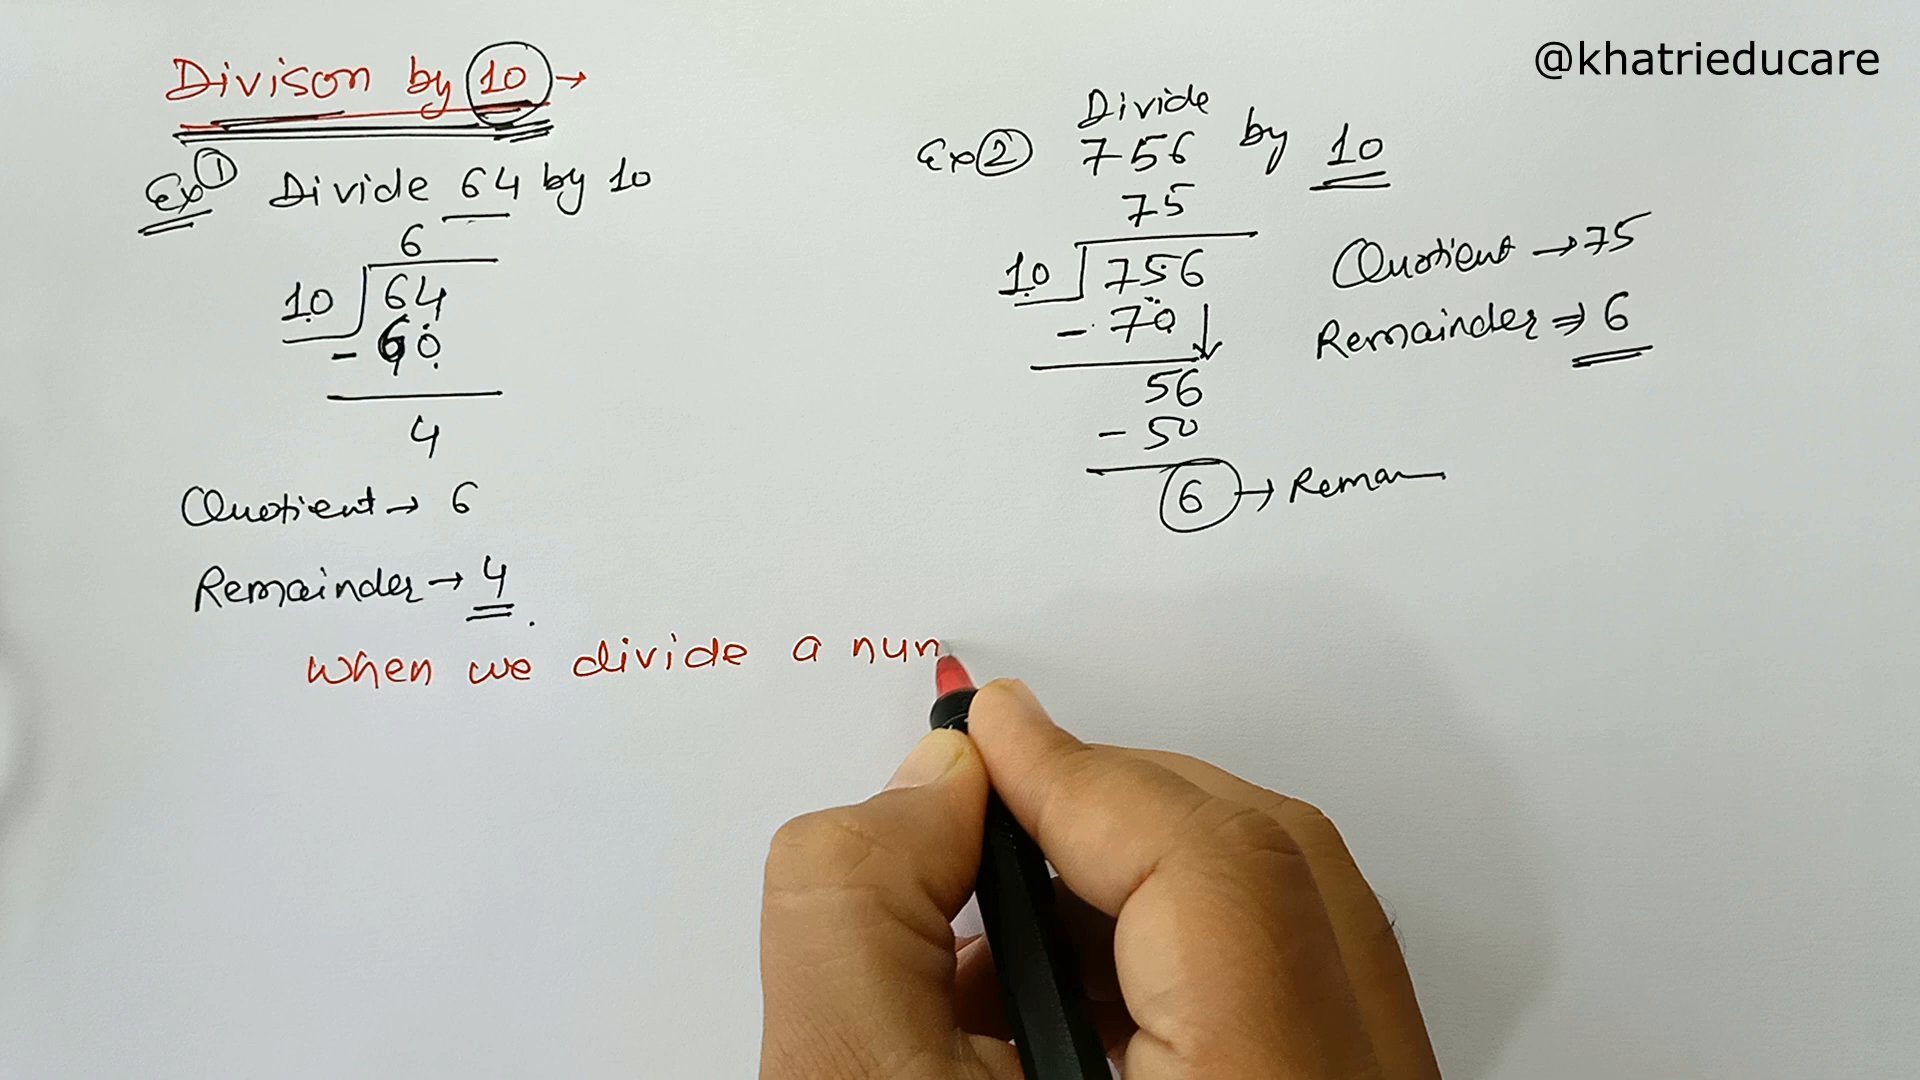 @khatrieducare
Divison by 10 →
Ex ① Divide 64 by 10
6
10 64
- 60
4
Quotient → 6
Remainder → 4
Divide
Ex ② 756 by 10
75
10 756
- 70 ↓
56
- 50
6 → Rema
Quotient → 75
Remainder ⇒ 6
When we divide a num